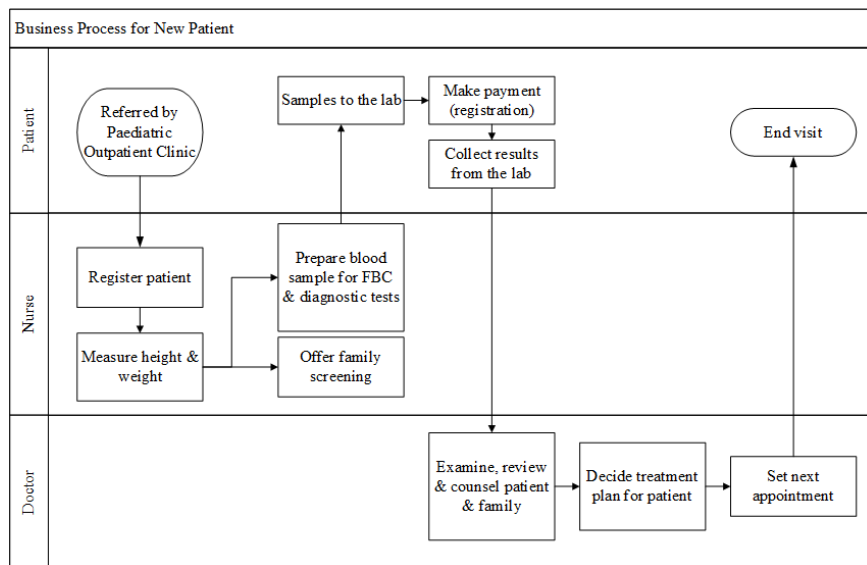 Business Process for New Patient
Patient
Referred by
Paediatric
Outpatient Clinic
Samples to the lab
Make payment
(registration)
Collect results
from the lab
End visit
Nurse
Register patient
Measure height &
weight
Prepare blood
sample for FBC
& diagnostic tests
Offer family
screening
Doctor
Examine, review
& counsel patient
& family
Decide treatment
plan for patient
Set next
appointment